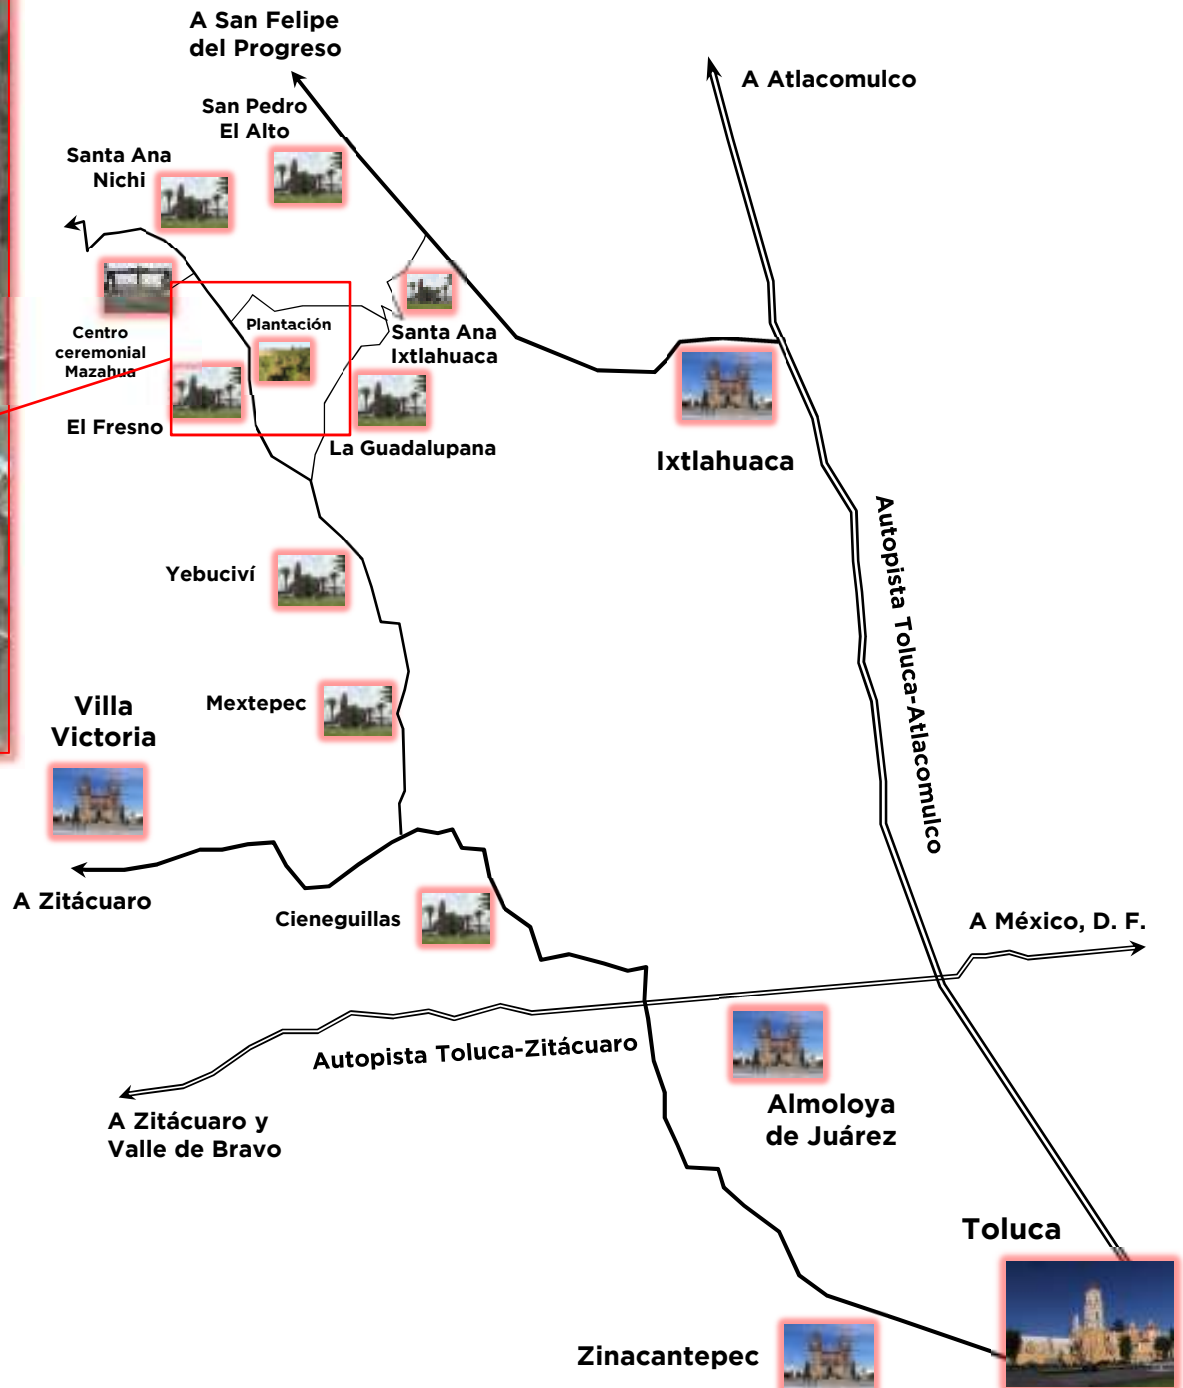 A San Felipe
del Progreso
A Atlacomulco
San Pedro
El Alto
Santa Ana
Nichi
Centro
ceremonial
Mazahua
Plantación
Santa Ana
Ixtlahuaca
El Fresno
La Guadalupana
Ixtlahuaca
Autopista Toluca-Atlacomulco
Yebuciví
Mextepec
Villa
Victoria
A Zitácuaro
Cieneguillas
A México, D. F.
Autopista Toluca-Zitácuaro
A Zitácuaro y
Valle de Bravo
Almoloya
de Juárez
Toluca
Zinacantepec